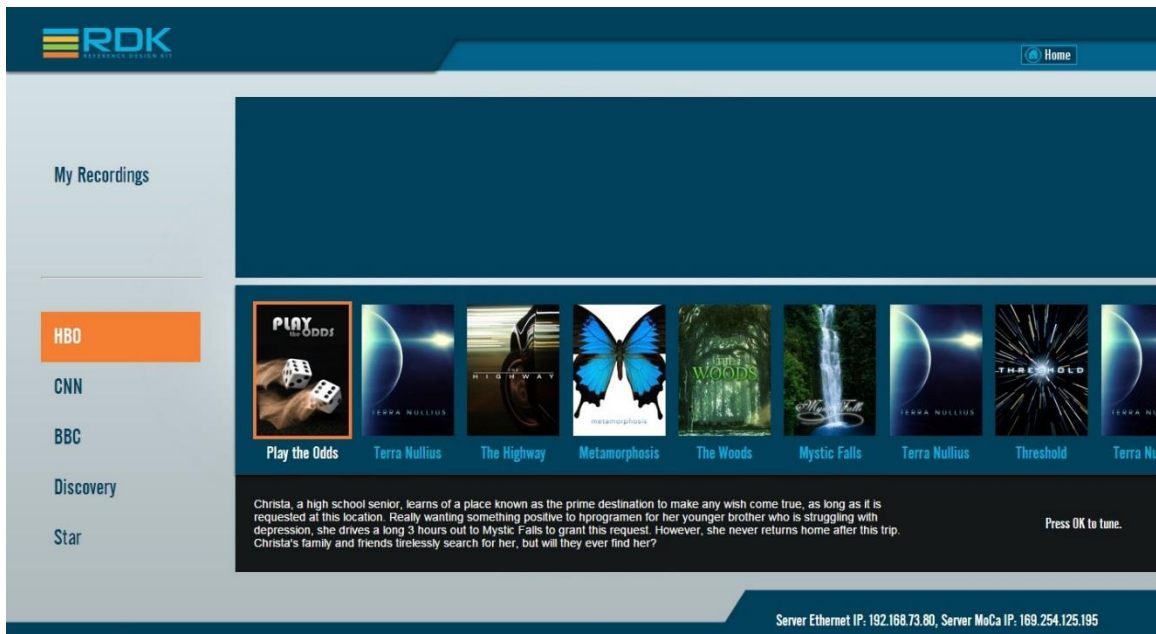 RDK
REFERENCE DESIGN KIT
Home
My Recordings
HBO
CNN
BBC
Discovery
Star
PLAY
the ODDS
TERRA NULLIUS
THE
HIGHWAY
metamorphosis
THE
WOODS
Mystic Falls
TERRA NULLIUS
THRESHOLD
TERRA NU
Play the Odds
Terra Nullius
The Highway
Metamorphosis
The Woods
Mystic Falls
Terra Nullius
Threshold
Terra Nu
Christa, a high school senior, learns of a place known as the prime destination to make any wish come true, as long as it is
requested at this location. Really wanting something positive to hprogramen for her younger brother who is struggling with
depression, she drives a long 3 hours out to Mystic Falls to grant this request. However, she never returns home after this trip.
Christa's family and friends tirelessly search for her, but will they ever find her?
Press OK to tune.
Server Ethernet IP: 192.168.73.80, Server MoCa IP: 169.254.125.195